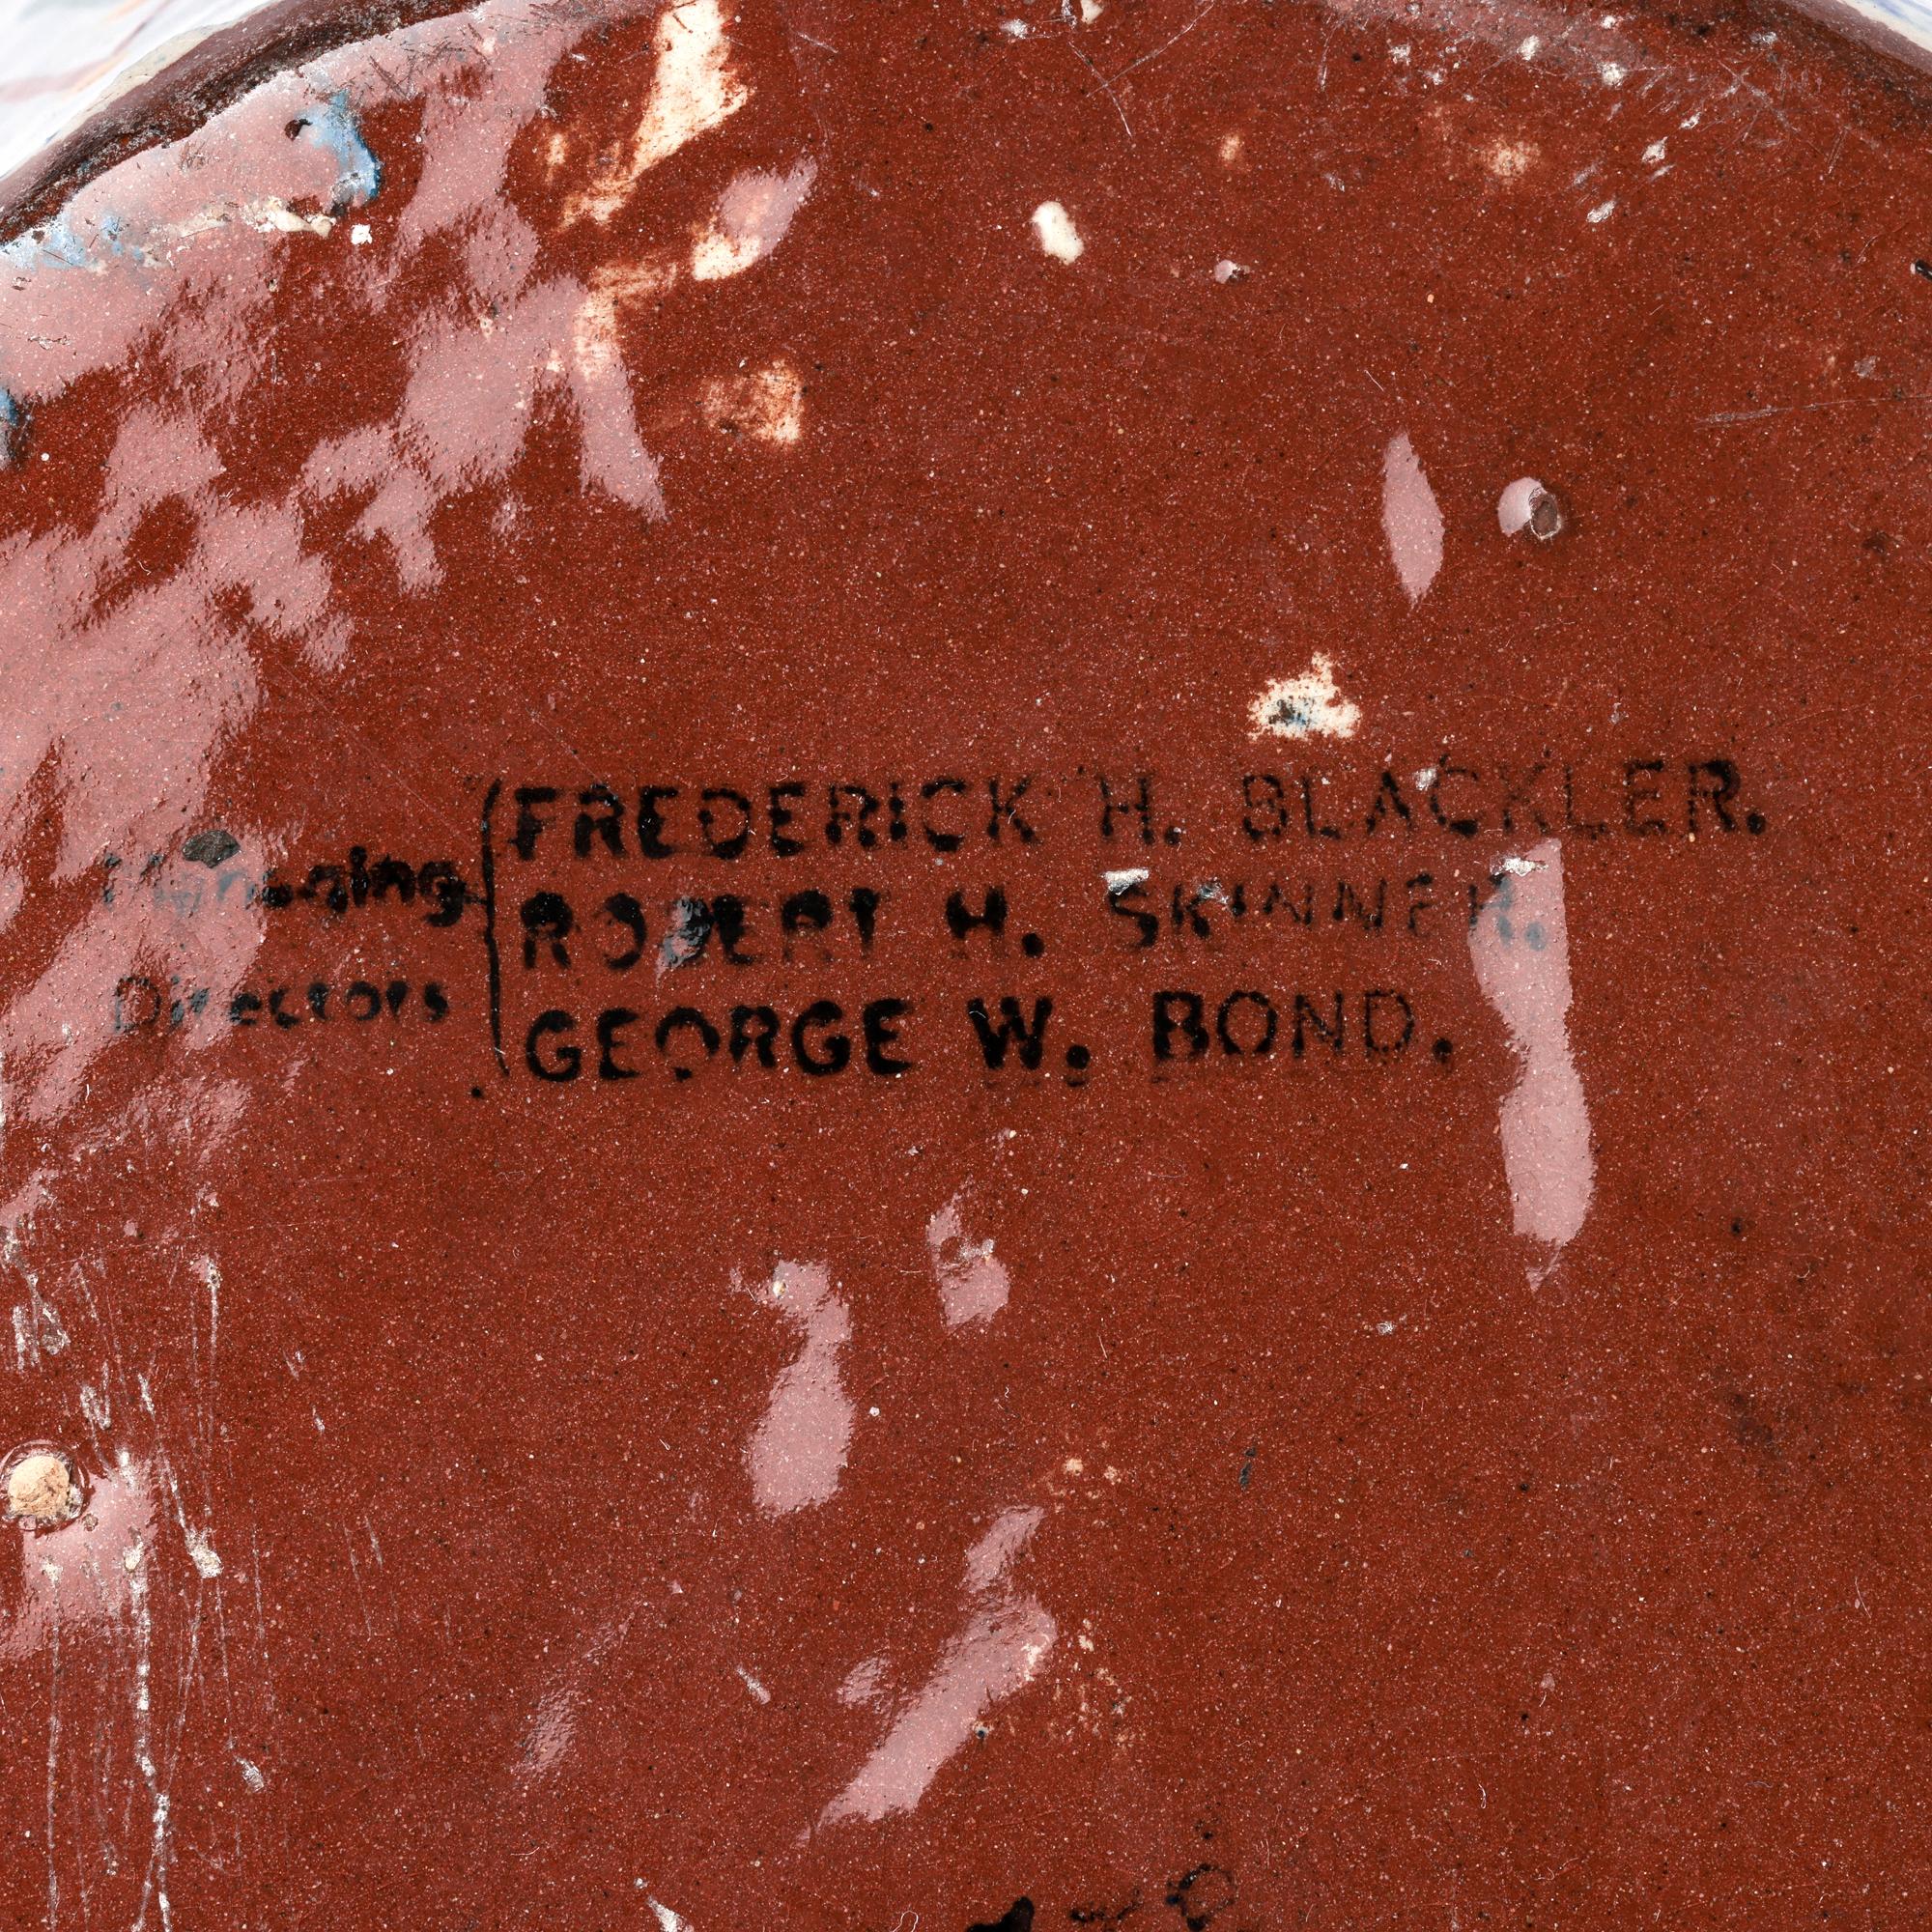 Managing
Directors
FREDERICK H. BLACKLER.
ROBERT H. SKINNER.
GEORGE W. BOND.